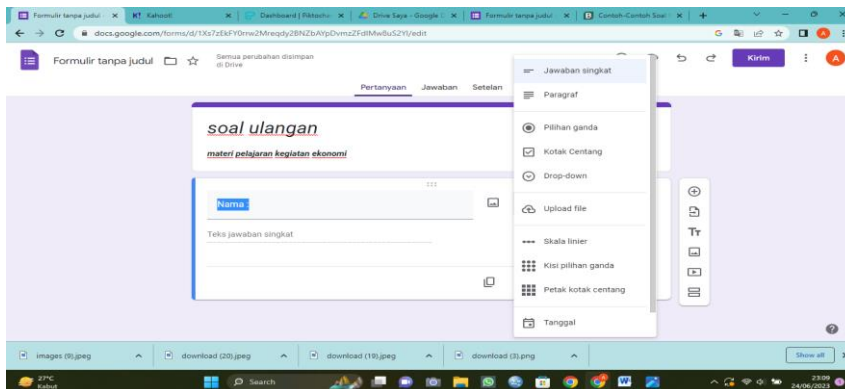 Formulir tanpa judul
K! Kahoot!
Dashboard | Piktocha
Drive Saya - Google
Formulir tanpa judul
Contoh-Contoh Soal
docs.google.com/forms/d/
/edit
Formulir tanpa judul
Semua perubahan disimpan
di Drive
Kirim
A
Pertanyaan Jawaban Setelan
soal ulangan
materi pelajaran kegiatan ekonomi
Nama :
Teks jawaban singkat
Jawaban singkat
Paragraf
Pilihan ganda
Kotak Centang
Drop-down
Upload file
Skala linier
Kisi pilihan ganda
Petak kotak centang
Tanggal
Tт
images (9).jpeg
download (20).jpeg
download (19).jpeg
download (3).png
Show all
27°C
Kabut
Search
23:09
24/06/2023